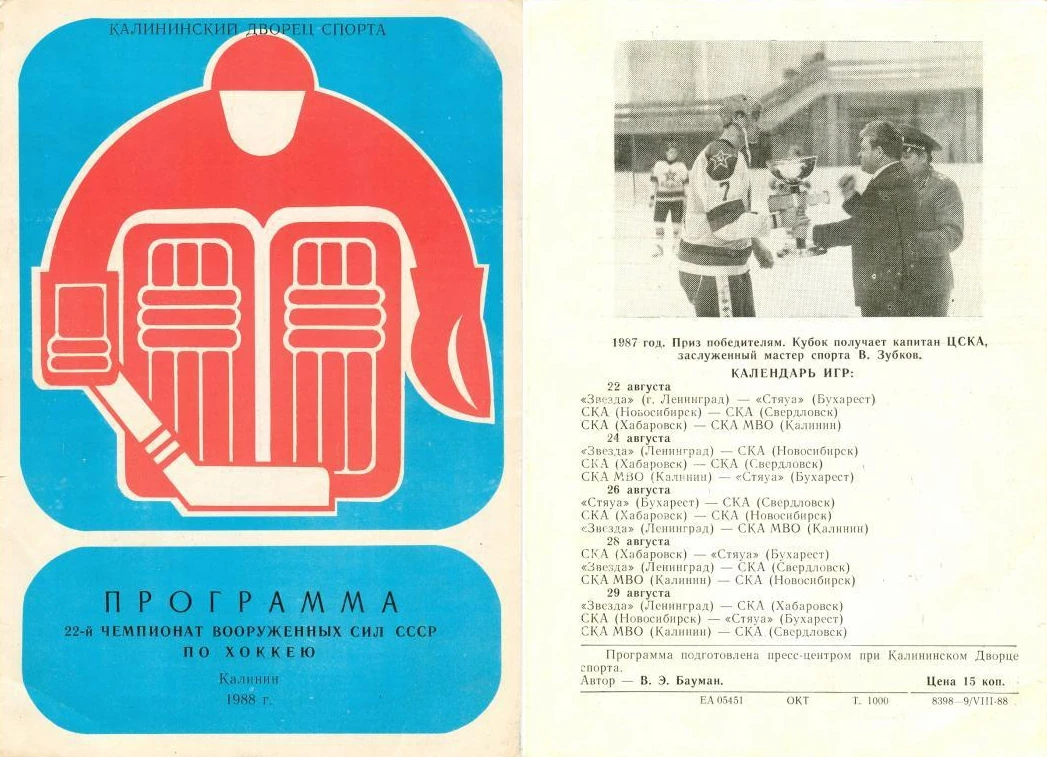 КАЛИНИНСКИЙ ДВОРЕЦ СПОРТА
ПРОГРАММА
22-й ЧЕМПИОНАТ ВООРУЖЕННЫХ СИЛ СССР
ПО ХОККЕЮ
Калинин
1988 г.
7
1987 год. Приз победителям. Кубок получает капитан ЦСКА,
заслуженный мастер спорта В. Зубков.
КАЛЕНДАРЬ ИГР:
22 августа
«Звезда» (г. Ленинград) — «Стяуа» (Бухарест)
СКА (Новосибирск) — СКА (Свердловск)
СКА (Хабаровск) — СКА МВО (Калинин)
24 августа
«Звезда» (Ленинград) — СКА (Новосибирск)
СКА (Хабаровск) — СКА (Свердловск)
СКА МВО (Калинин) — «Стяуа» (Бухарест)
26 августа
«Стяуа» (Бухарест) — СКА (Свердловск)
СКА (Хабаровск) — СКА (Новосибирск)
«Звезда» (Ленинград) — СКА МВО (Калинин)
28 августа
СКА (Хабаровск) — «Стяуа» (Бухарест)
«Звезда» (Ленинград) — СКА (Свердловск)
СКА МВО (Калинин) — СКА (Новосибирск)
29 августа
«Звезда» (Ленинград) — СКА (Хабаровск)
СКА (Новосибирск) — «Стяуа» (Бухарест)
СКА МВО (Калинин) — СКА (Свердловск)
Программа подготовлена пресс-центром при Калининском Дворце
спорта.
Автор — В. Э. Бауман. Цена 15 коп.
ЕА 05451 ОКТ Т. 1000 8398—9/VIII-88